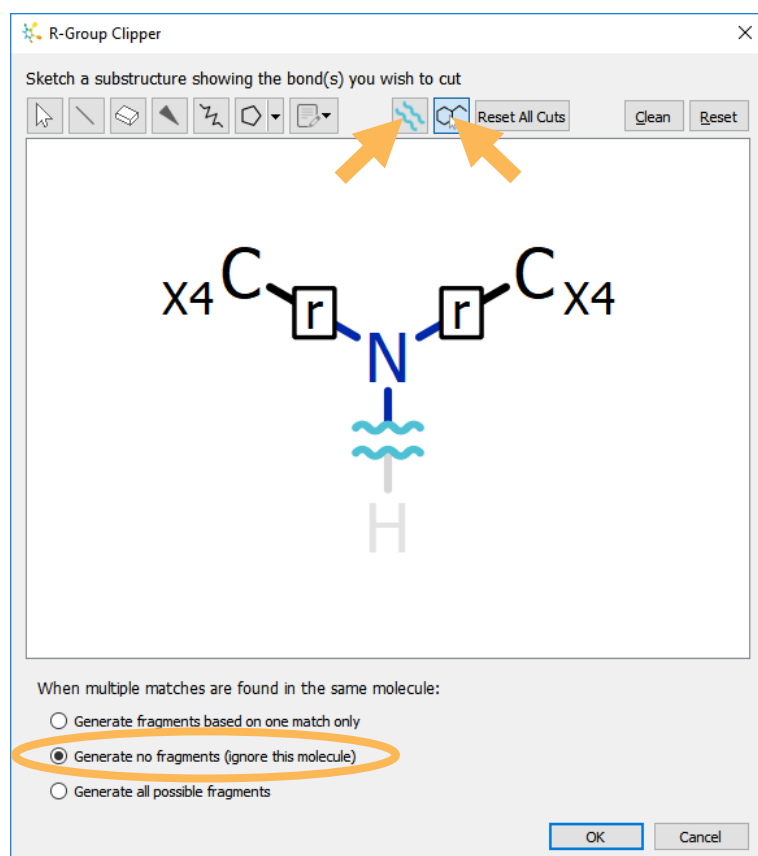 R-Group Clipper
Sketch a substructure showing the bond(s) you wish to cut
Reset All Cuts Clean Reset
X4 C C X4
r r
N
H
When multiple matches are found in the same molecule:
Generate fragments based on one match only
Generate no fragments (ignore this molecule)
Generate all possible fragments
OK Cancel